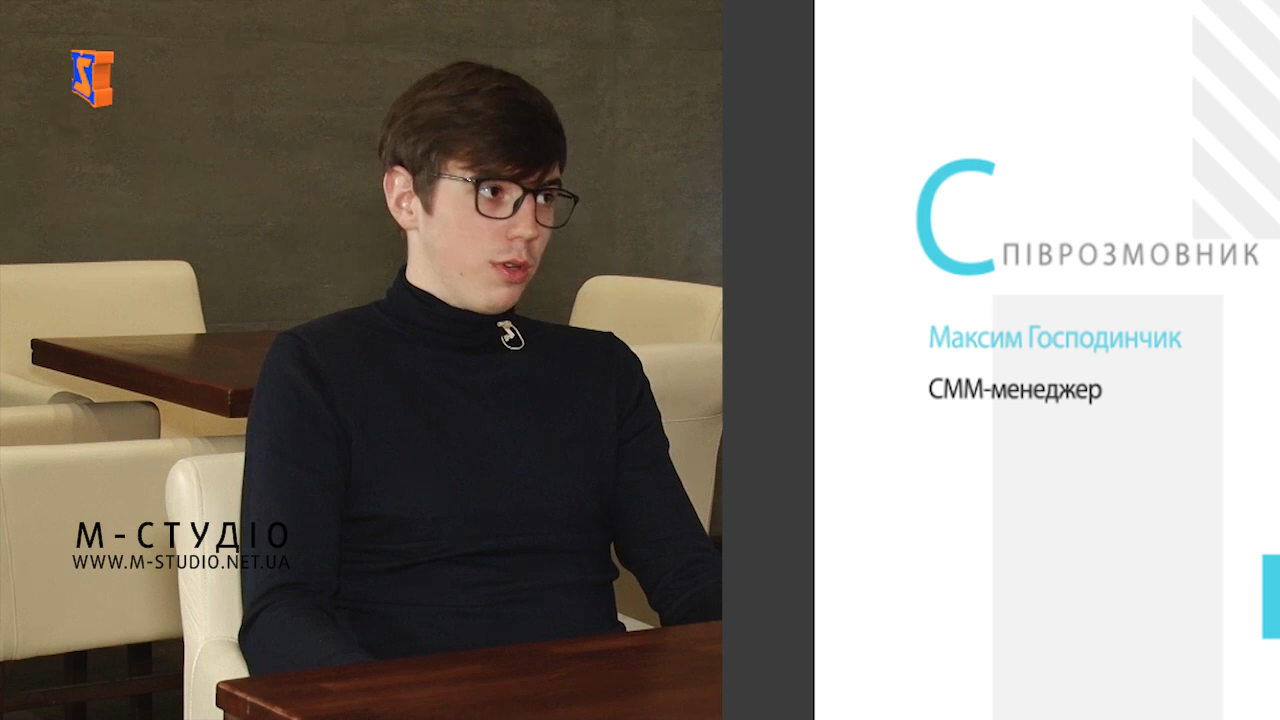 М-СТУДІО
WWW.M-STUDIO.NET.UA
СПІВРОЗМОВНИК
Максим Господинчик
СММ-менеджер